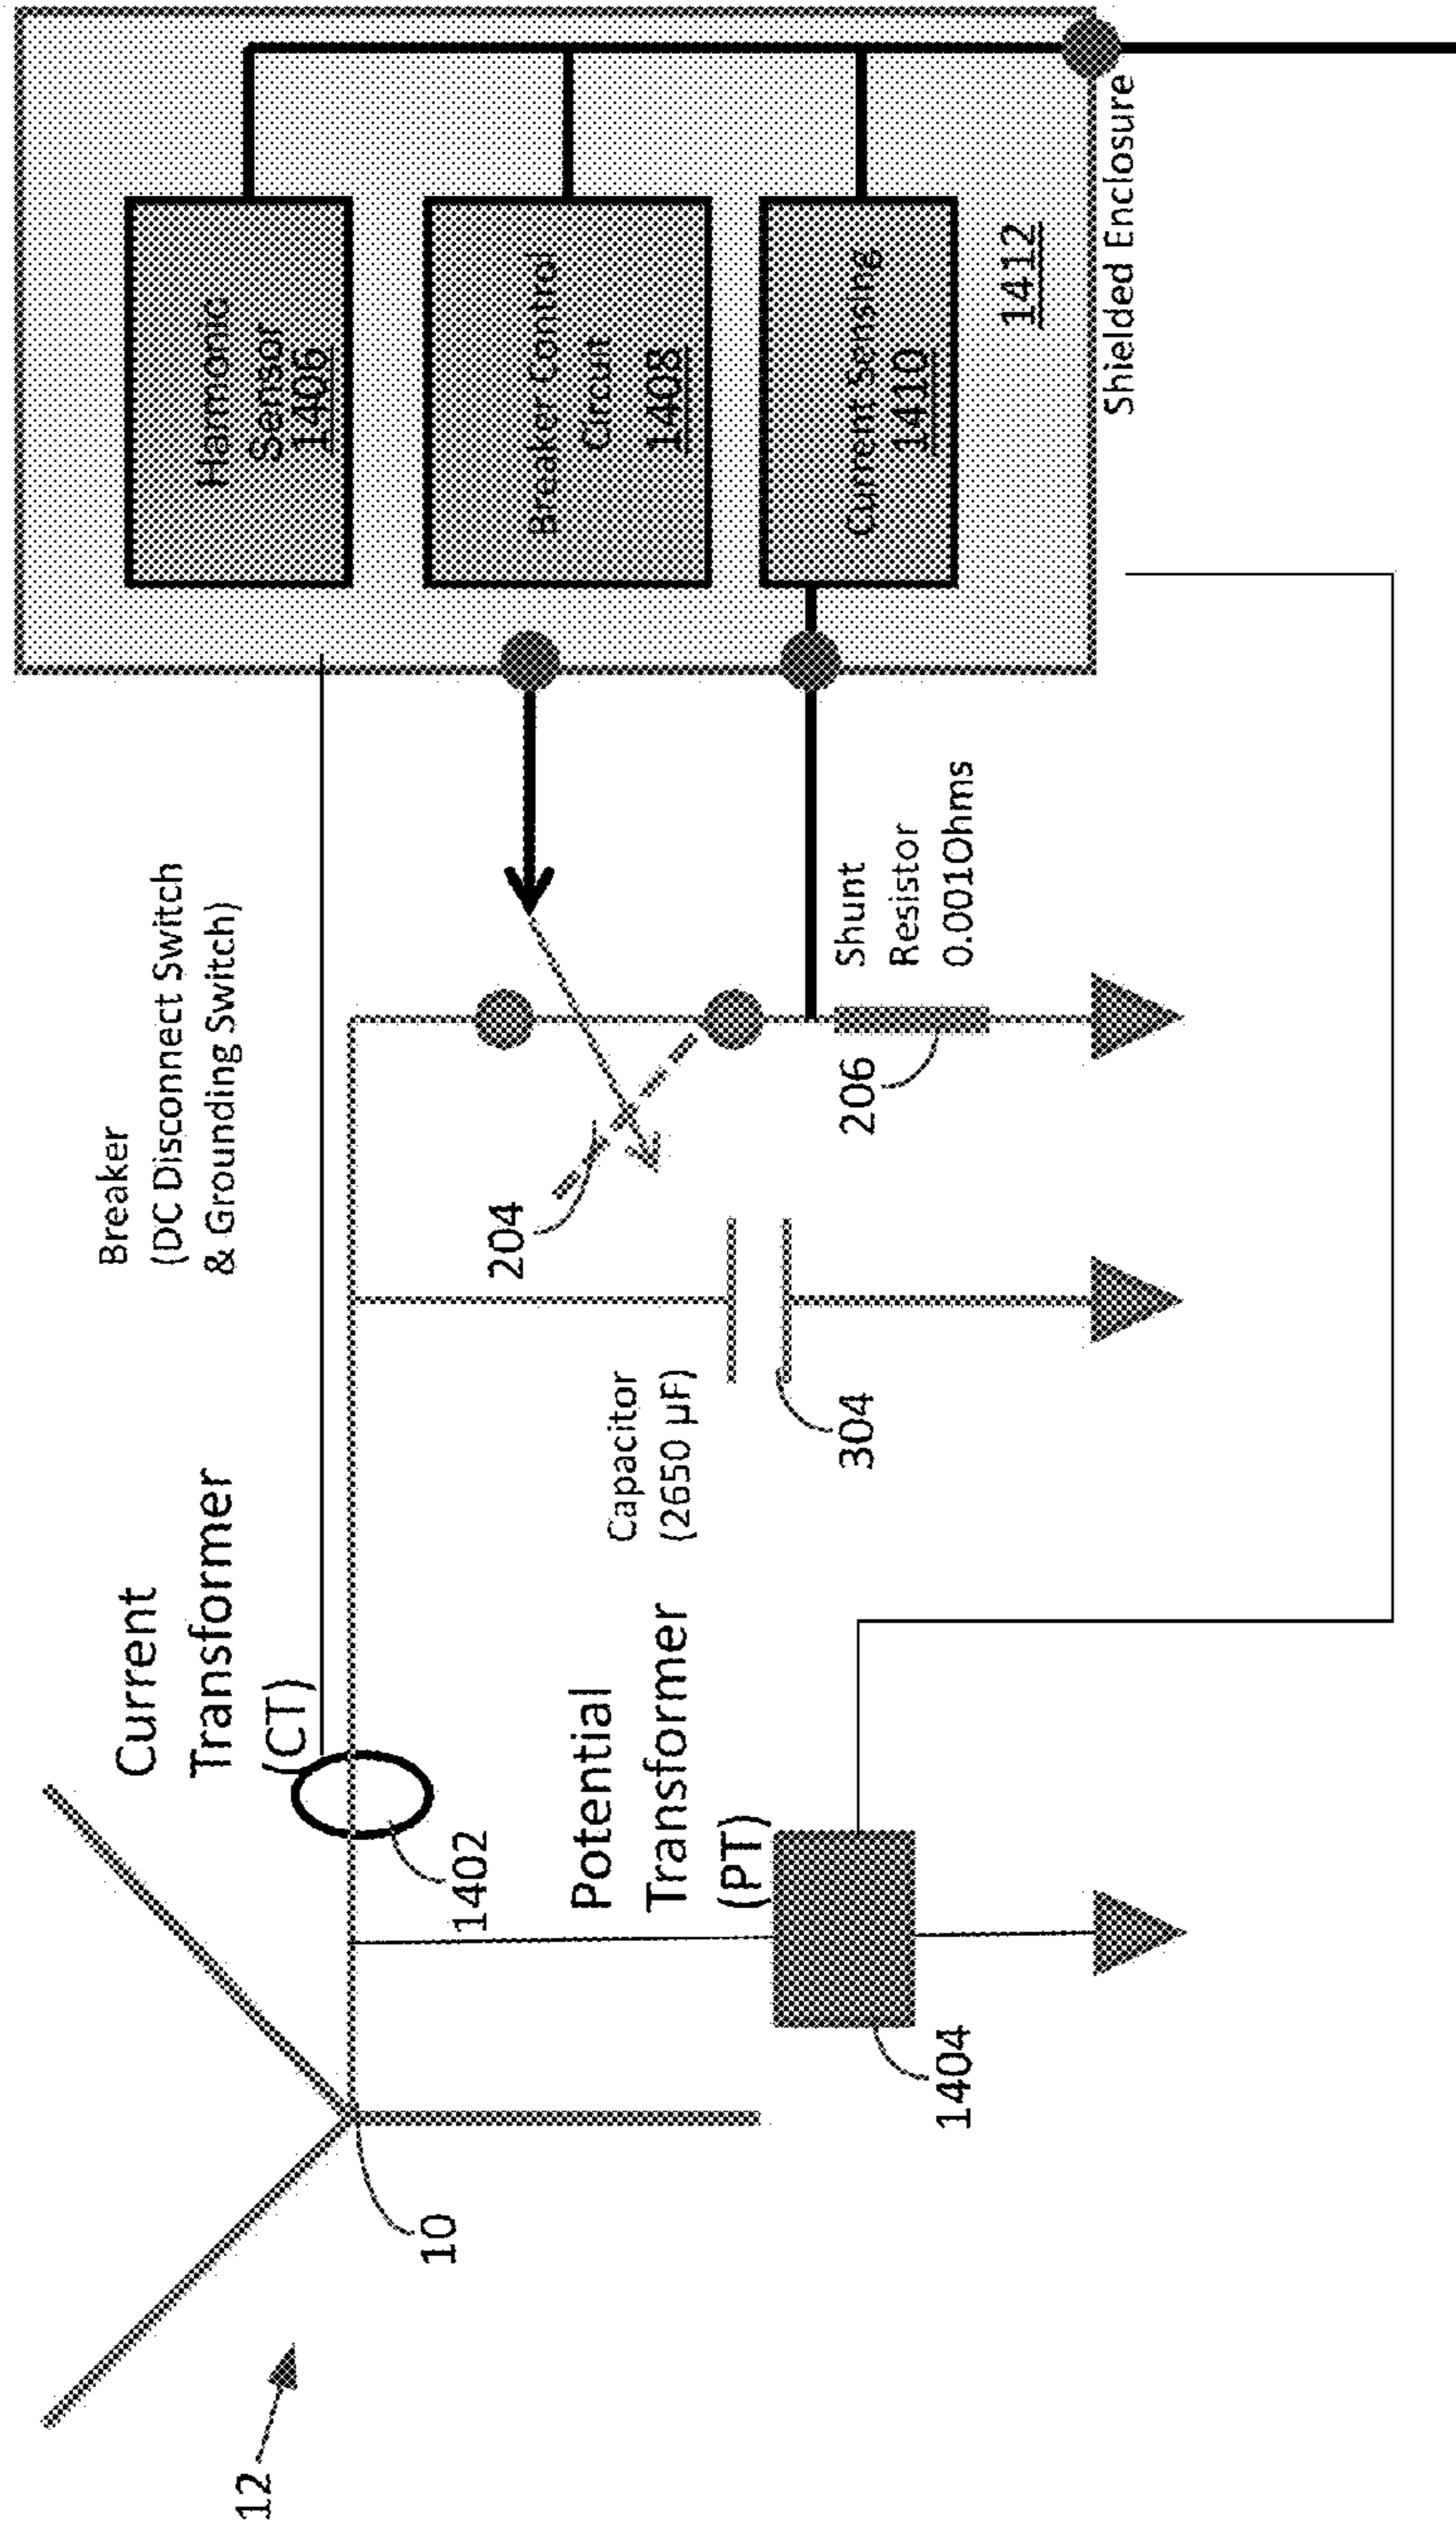 12
10
Current
Transformer
(CT)
1402
Potential
Transformer
(PT)
1404
Breaker
(DC Disconnect Switch
& Grounding Switch)
Capacitor
(2650 µF)
304
204
206
Shunt
Resistor
0.001Ohms
Harmonic
Sensor
1406
Breaker Control
Circuit
1408
Current Sensing
1410
1412
Shielded Enclosure